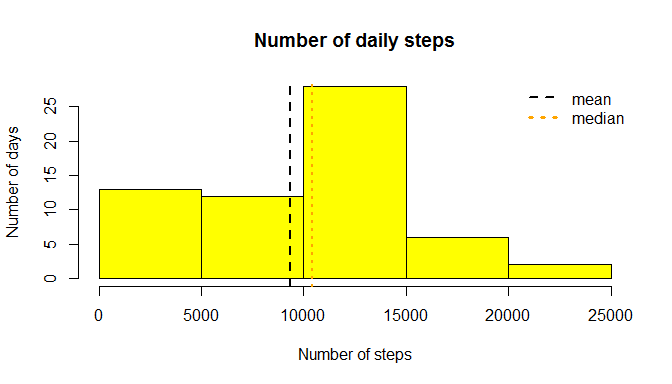 Number of daily steps
mean
median
Number of days
25
20
15
10
5
0
0 5000 10000 15000 20000 25000
Number of steps